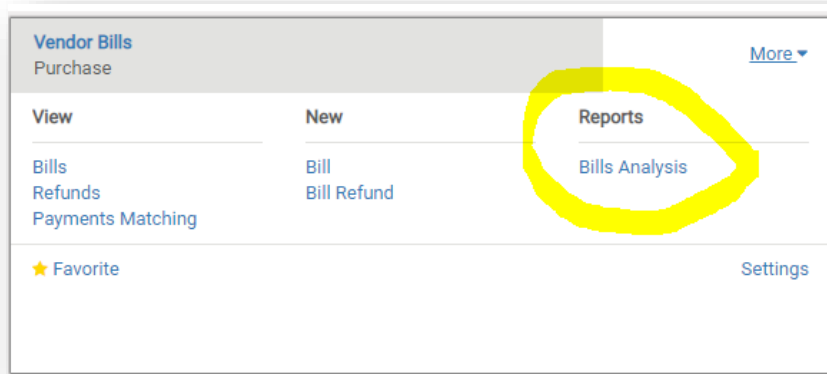 Vendor Bills
Purchase
More
View
New
Reports
Bills
Bill
Bills Analysis
Refunds
Bill Refund
Payments Matching
Favorite
Settings